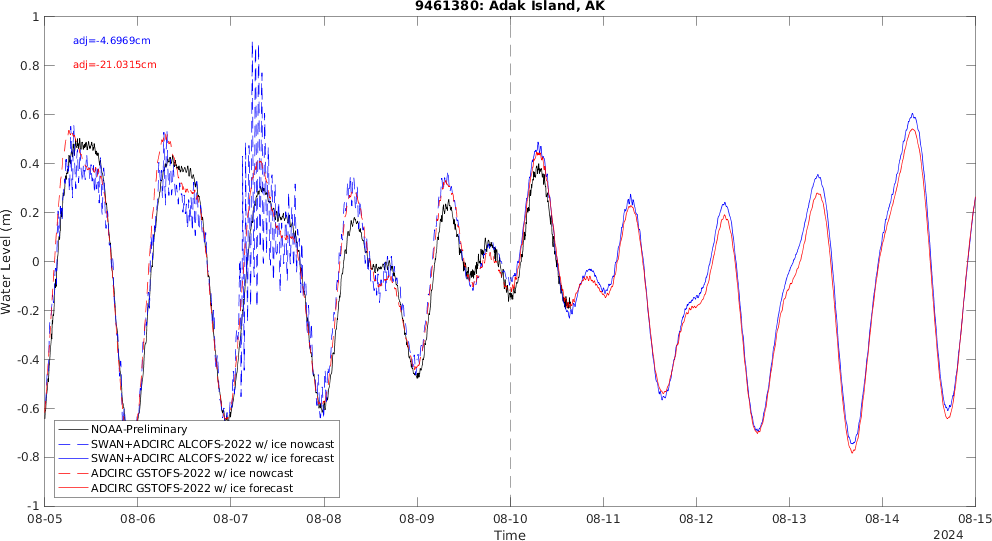 9461380: Adak Island, AK
adj=-4.6969cm
adj=-21.0315cm
1
0.8
0.6
0.4
0.2
0
-0.2
-0.4
-0.6
-0.8
-1
Water Level (m)
NOAA-Preliminary
SWAN+ADCIRC ALCOFS-2022 w/ ice nowcast
SWAN+ADCIRC ALCOFS-2022 w/ ice forecast
ADCIRC GSTOFS-2022 w/ ice nowcast
ADCIRC GSTOFS-2022 w/ ice forecast
08-05 08-06 08-07 08-08 08-09 08-10 08-11 08-12 08-13 08-14 08-15
Time
2024